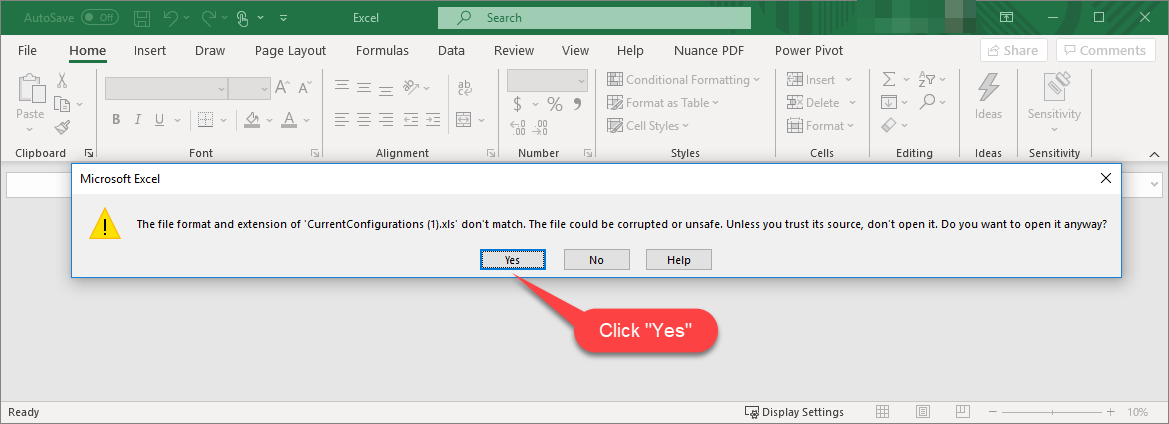 AutoSave Off Excel Search
File Home Insert Draw Page Layout Formulas Data Review View Help Nuance PDF Power Pivot Share Comments
Conditional Formatting Insert
Paste Format as Table Delete Ideas Sensitivity
B I U A $ % Cell Styles Format
Clipboard Font Alignment Number Styles Cells Editing Ideas Sensitivity
Microsoft Excel
The file format and extension of 'CurrentConfigurations (1).xls' don't match. The file could be corrupted or unsafe. Unless you trust its source, don't open it. Do you want to open it anyway?
Yes No Help
Click "Yes"
Ready Display Settings 10%